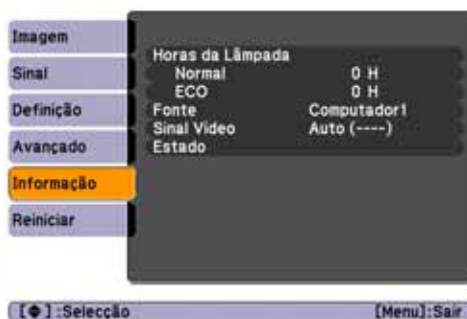 Imagem
Sinal
Definição
Avançado
Informação
Reiniciar
Horas da Lâmpada
Normal 0 H
ECO 0 H
Fonte Computador1
Sinal Video Auto (----)
Estado
[ ] :Selecção [Menu]:Sair